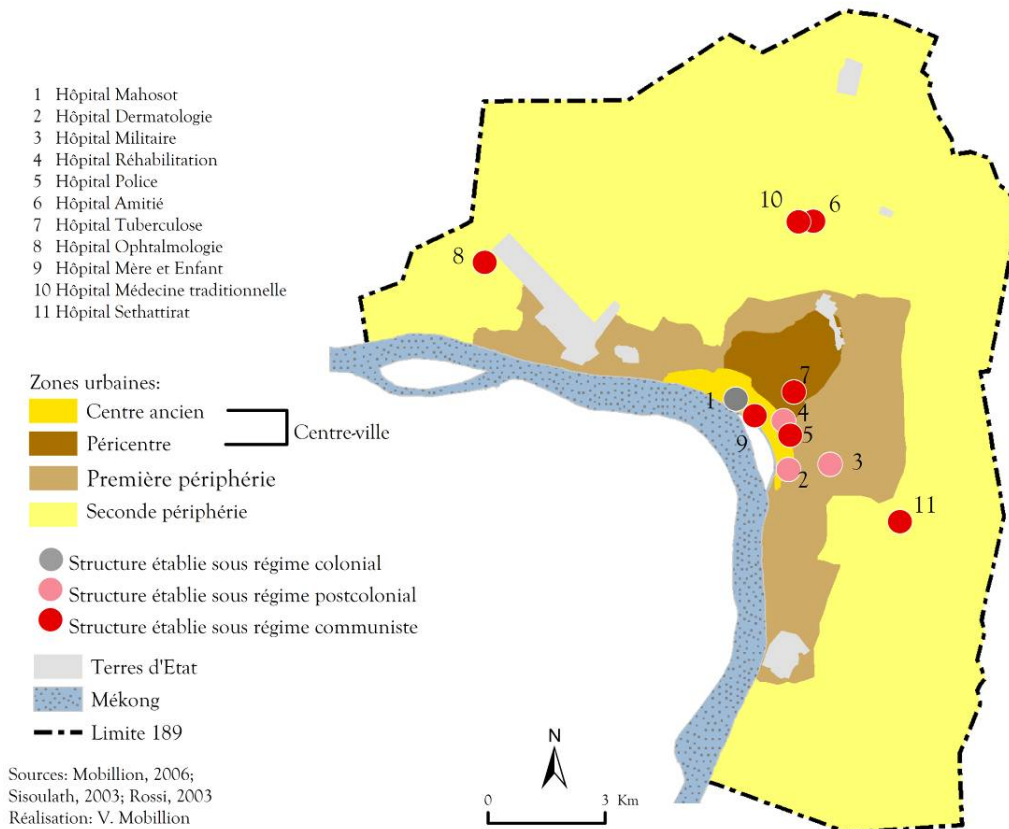 1 Hôpital Mahosot
2 Hôpital Dermatologie
3 Hôpital Militaire
4 Hôpital Réhabilitation
5 Hôpital Police
6 Hôpital Amitié
7 Hôpital Tuberculose
8 Hôpital Ophtalmologie
9 Hôpital Mère et Enfant
10 Hôpital Médecine traditionnelle
11 Hôpital Sethattirat
Zones urbaines:
Centre ancien
Péricentre
Centre-ville
Première périphérie
Seconde périphérie
Structure établie sous régime colonial
Structure établie sous régime postcolonial
Structure établie sous régime communiste
Terres d'Etat
Mékong
Limite 189
Sources: Mobillion, 2006;
Sisoulath, 2003; Rossi, 2003
Réalisation: V. Mobillion
10 6
8
7
1
4
9 5
2 3
11
N
0 3 Km